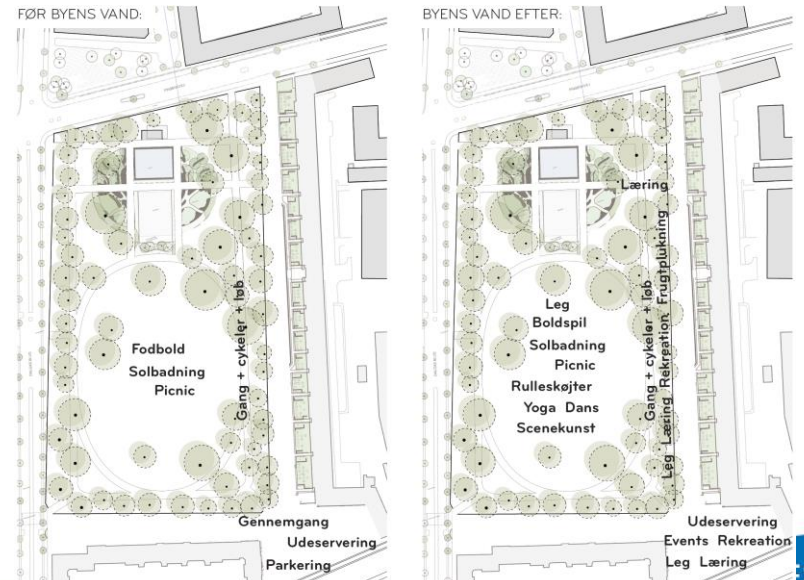 FØR BYENS VAND:
Fodbold
Solbadning
Picnic
Gang + cykeler + løb
Gennemgang
Udeservering
Parkering
BYENS VAND EFTER:
Læring
Leg
Boldspil
Solbadning
Picnic
Rulleskøjter
Yoga Dans
Scenekunst
Gang + cykeler + løb
Leg Læring Rekreation Frugtplukning
Udeservering
Events Rekreation
Leg Læring